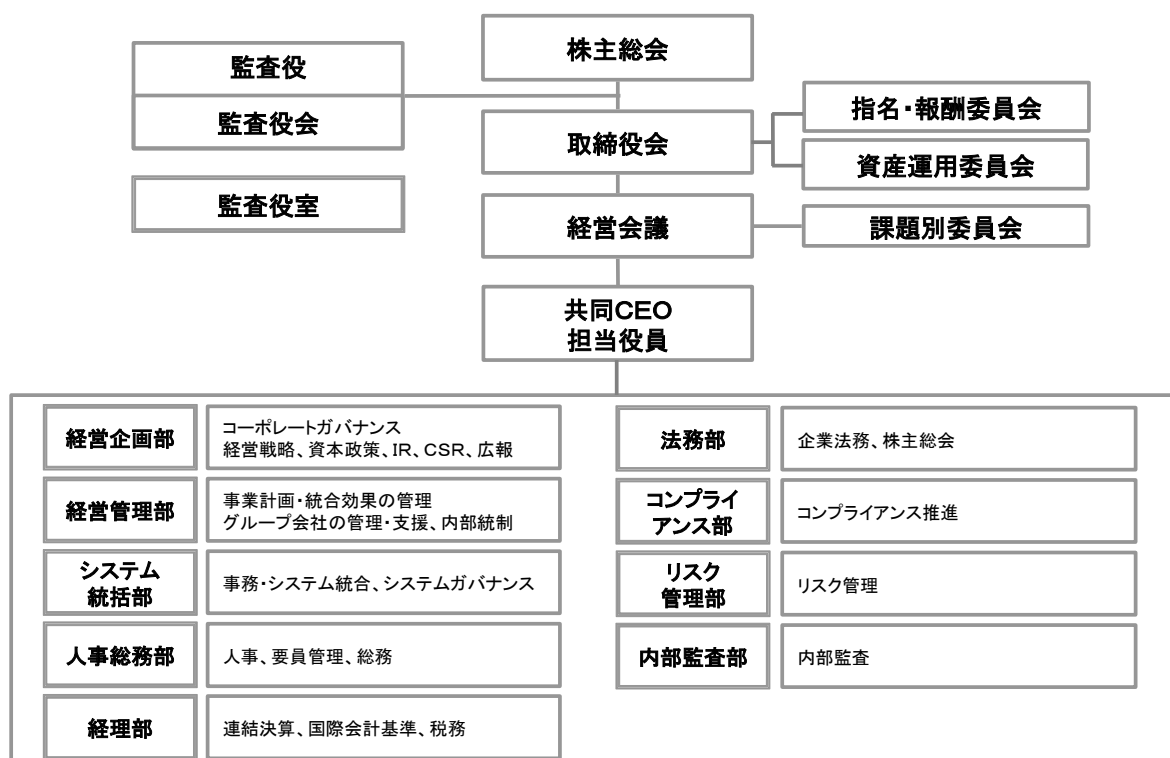 株主総会
監査役
監査役会
監査役室
取締役会
指名・報酬委員会
資産運用委員会
経営会議
課題別委員会
共同CEO
担当役員
経営企画部
コーポレートガバナンス
経営戦略、資本政策、IR、CSR、広報
経営管理部
事業計画・統合効果の管理
グループ会社の管理・支援、内部統制
システム
統括部
事務・システム統合、システムガバナンス
人事総務部
人事、要員管理、総務
経理部
連結決算、国際会計基準、税務
法務部
企業法務、株主総会
コンプライ
アンス部
コンプライアンス推進
リスク
管理部
リスク管理
内部監査部
内部監査